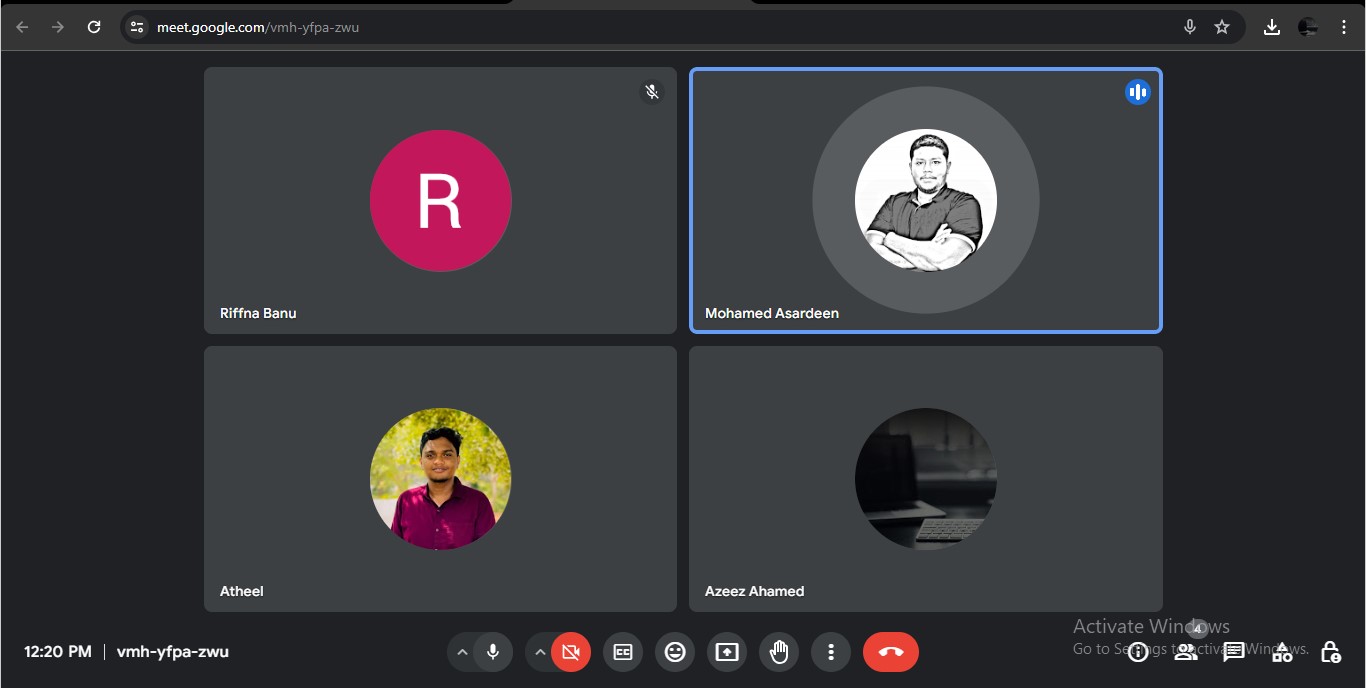 meet.google.com/vmh-yfpa-zwu
R
Riffna Banu
Mohamed Asardeen
Atheel
Azeez Ahamed
Activate Windows
4
Go to Settings to activate Windows.
12:20 PM | vmh-yfpa-zwu
CC